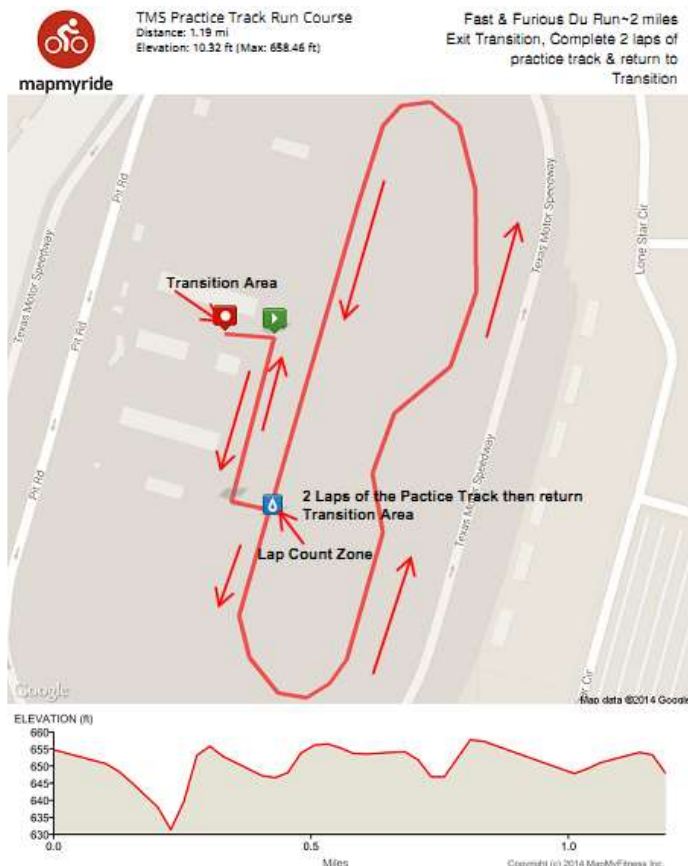 TMS Practice Track Run Course
Distance: 1.19 mi
Elevation: 10.32 ft (Max: 658.46 ft)
mapmyride
Fast & Furious Du Run~2 miles
Exit Transition, Complete 2 laps of
practice track & return to
Transition
Pit Rd
Texas Motor Speedway
Pit Rd
Texas Motor Speedway
Lone Star Cir
Transition Area
Pit Rd
Texas Motor Speedway
2 Laps of the Pactice Track then return
Transition Area
Lap Count Zone
Cir
Google
Map data ©2014 Google
ELEVATION (ft)
660
655
650
645
640
635
630
0.0
0.5
1.0
Miles
Copyright (c) 2014 MapMyFitness Inc.